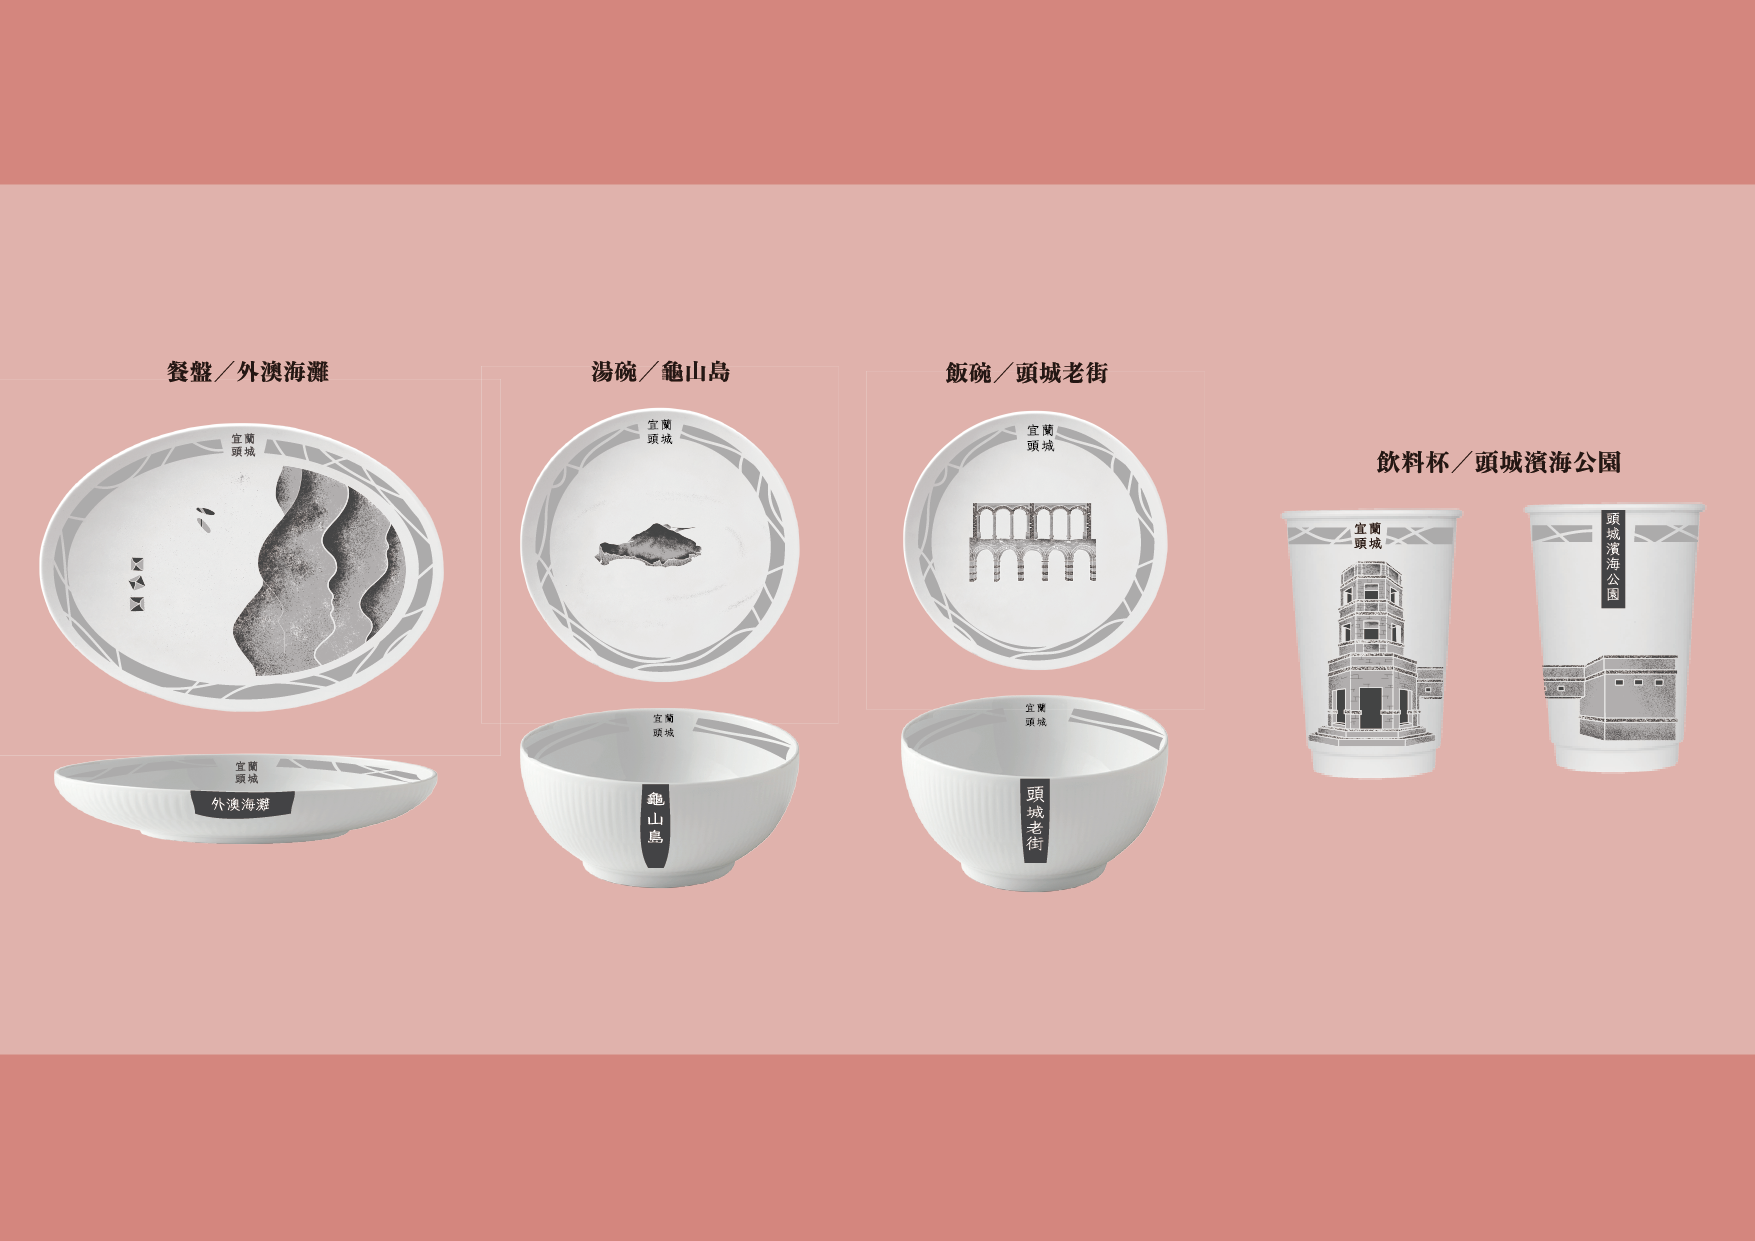 餐盤／外澳海灘
湯碗／龜山島
飯碗／頭城老街
飲料杯／頭城濱海公園
宜蘭
頭城
宜蘭
頭城
宜蘭
頭城
宜蘭
頭城
頭城濱海公園
宜蘭
頭城
外澳海灘
宜蘭
頭城
龜山島
宜蘭
頭城
頭城老街